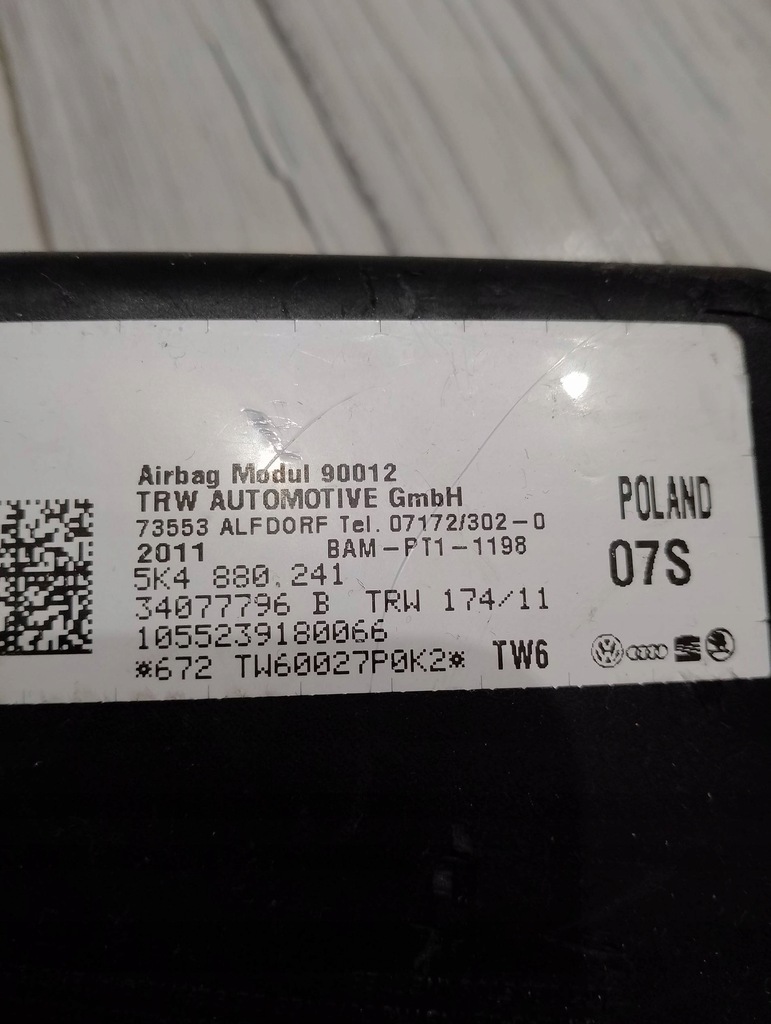 Airbag Modul 90012
TRW AUTOMOTIVE GmbH
73553 ALFDORF Tel. 07172/302-0
2011 BAM-PT1-1198
5K4 880.241
34077796 B TRW 174/11
1055239180066
*672 TW60027P0K2* TW6
POLAND
07S